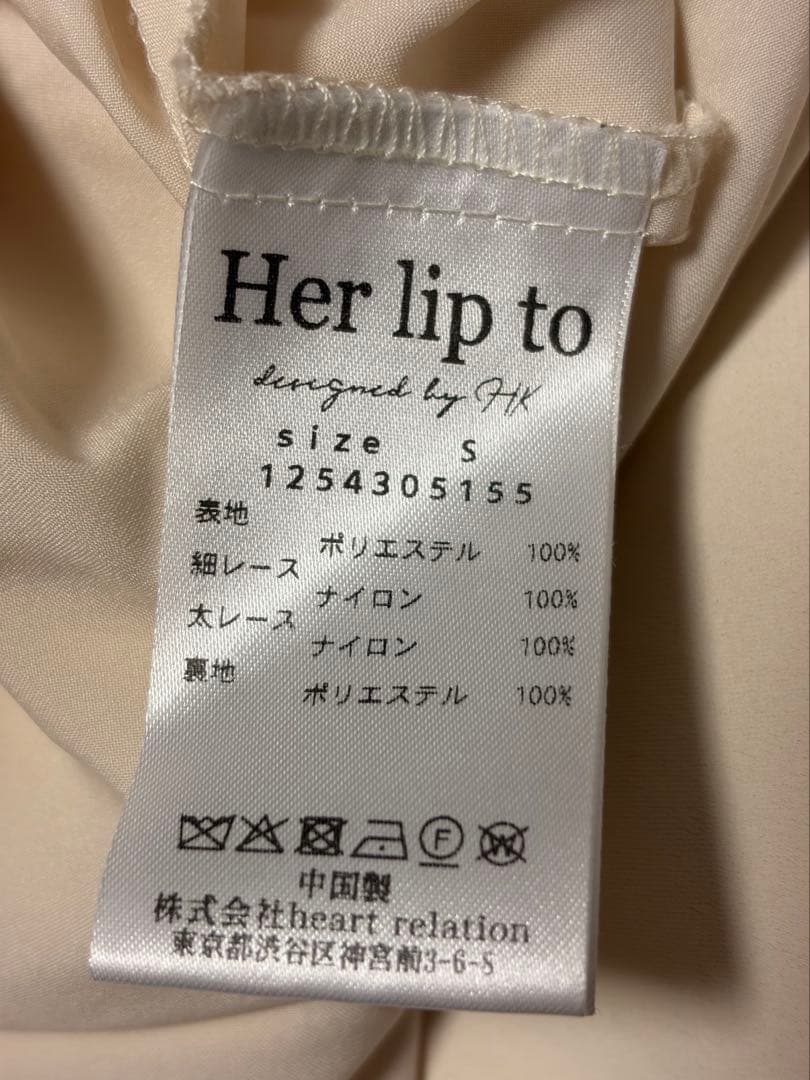 Her lip to
designed by HK
size S
1254305155
表地
ポリエステル 100%
細レース
ナイロン 100%
太レース
ナイロン 100%
裏地
ポリエステル 100%
F W
中国製
株式会社heart relation
東京都渋谷区神宮前3-6-5